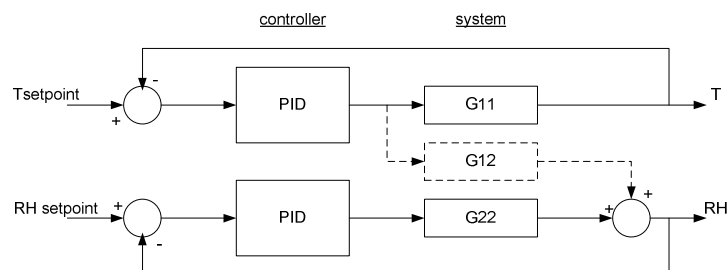 controller system
-
Tsetpoint PID G11 T
+
G12
+
+ +
RH setpoint PID G22 RH
-